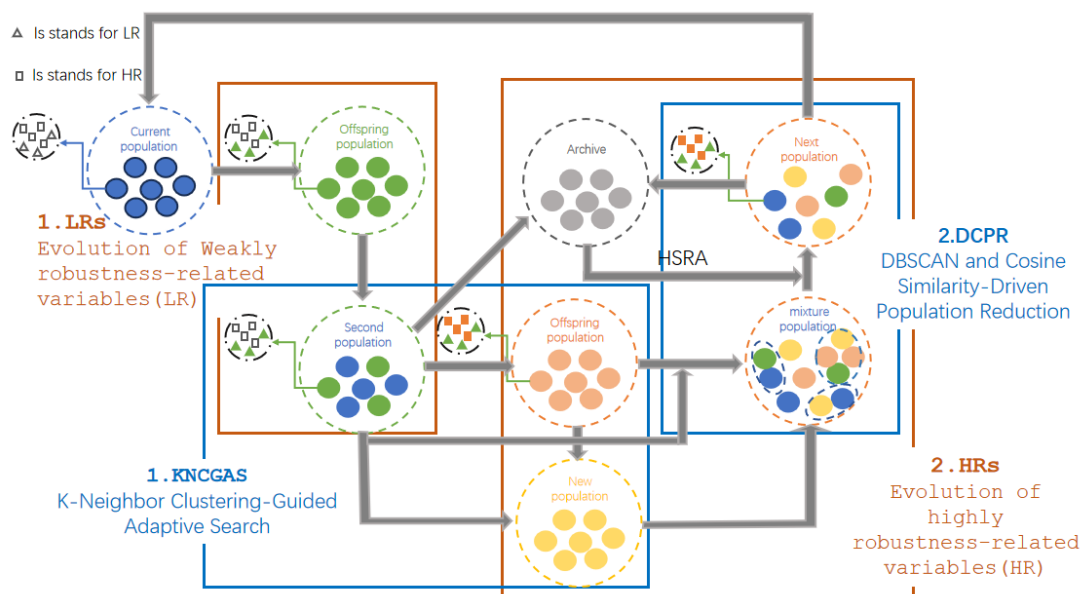 Is stands for LR
Is stands for HR
Current
population
Offspring
population
Archive
Next
population
1.LRs
Evolution of Weakly
robustness-related
variables(LR)
HSRA
2.DCPR
DBSCAN and Cosine
Similarity-Driven
Population Reduction
Second
population
Offspring
population
mixture
population
1.KNCGAS
K-Neighbor Clustering-Guided
Adaptive Search
New
population
2.HRs
Evolution of
highly
robustness-related
variables(HR)